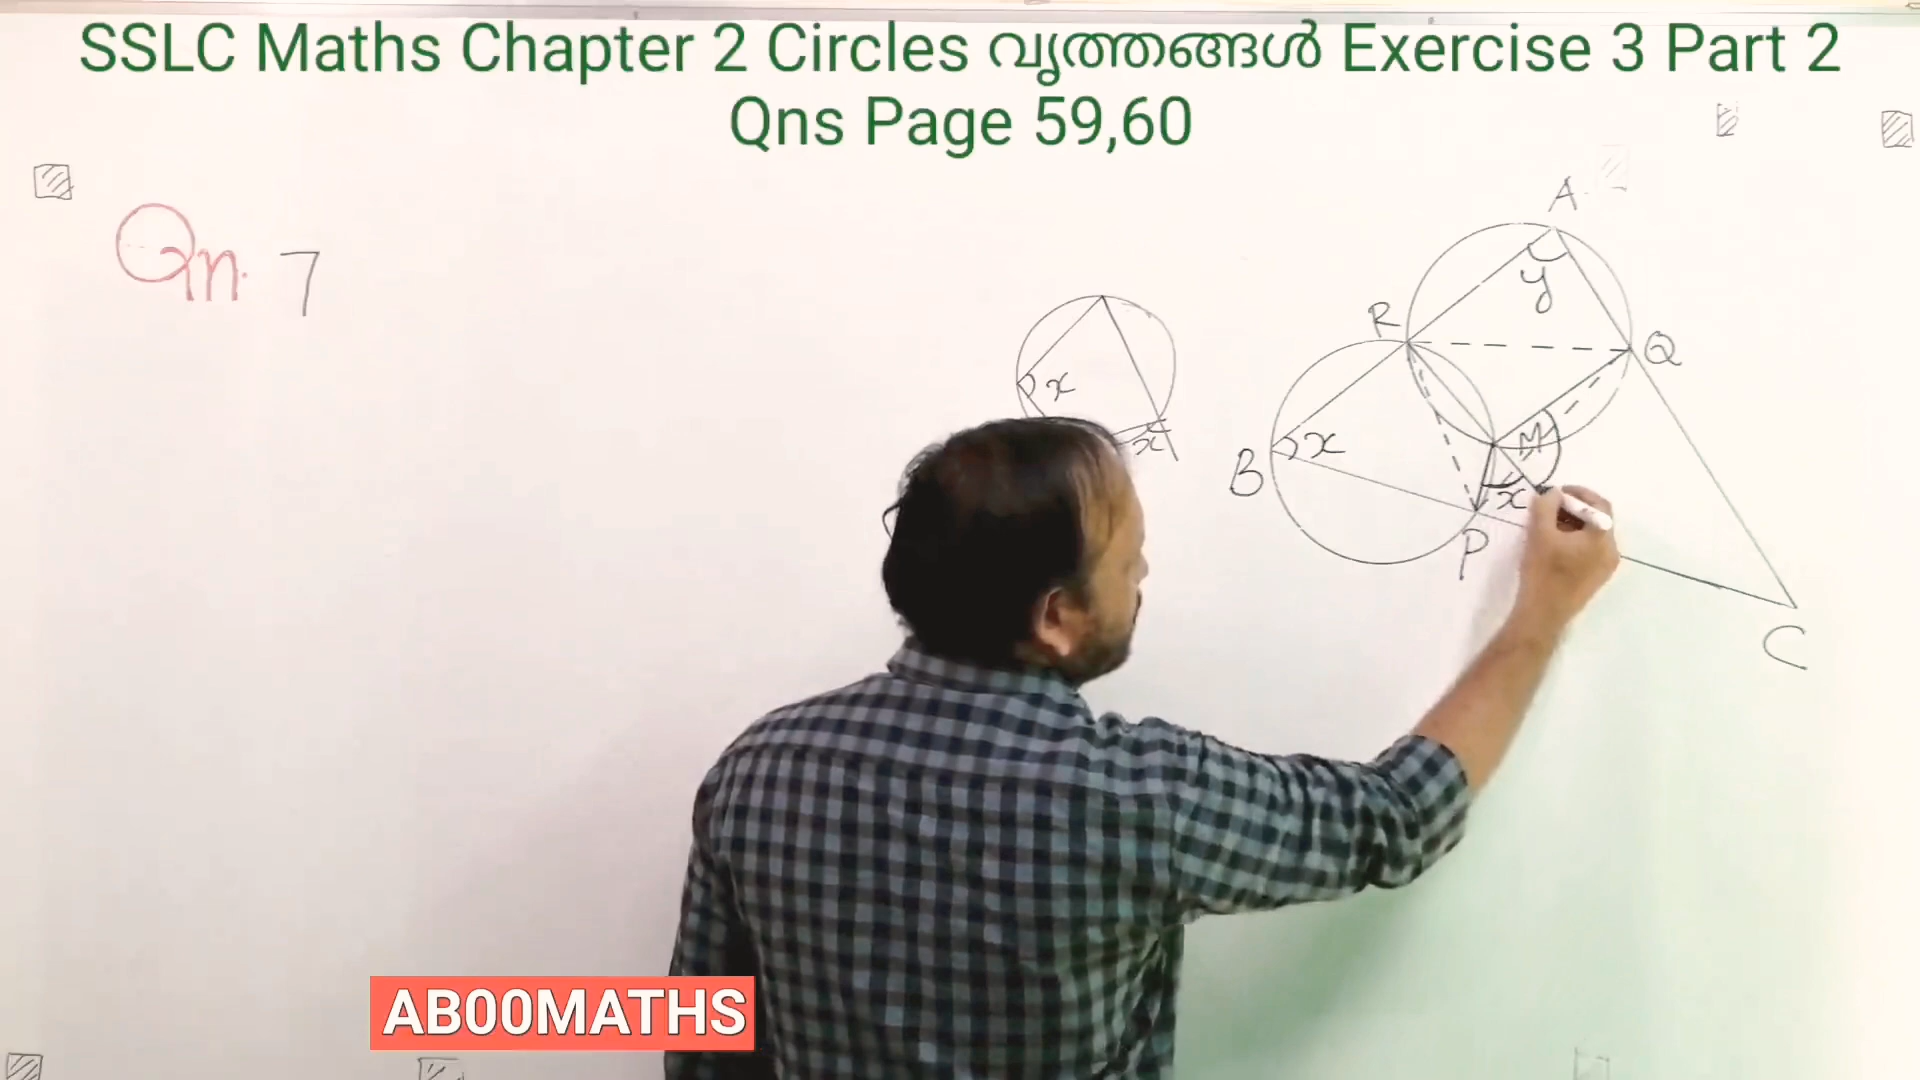 SSLC Maths Chapter 2 Circles വൃത്തങ്ങൾ Exercise 3 Part 2
Qns Page 59,60
Qn. 7
A
y
R
Q
x
x
B
x
M
x
P
C
AB00MATHS